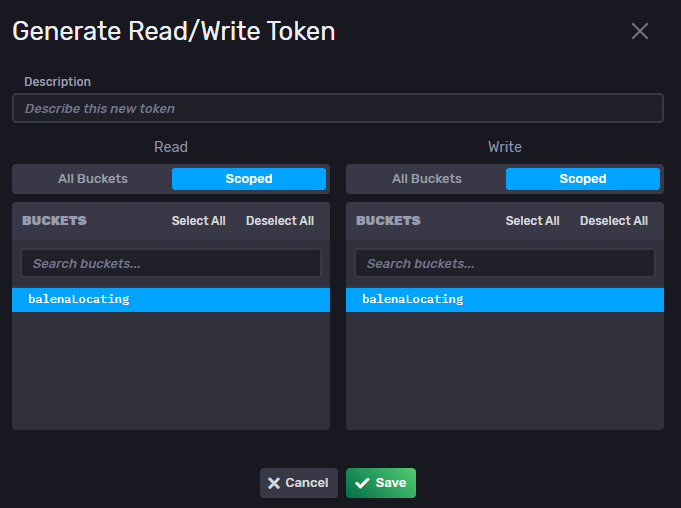 Generate Read/Write Token
Description
Describe this new token
Read
Write
All Buckets Scoped
All Buckets Scoped
BUCKETS Select All Deselect All
BUCKETS Select All Deselect All
Search buckets...
Search buckets...
balenaLocating
balenaLocating
Cancel
Save